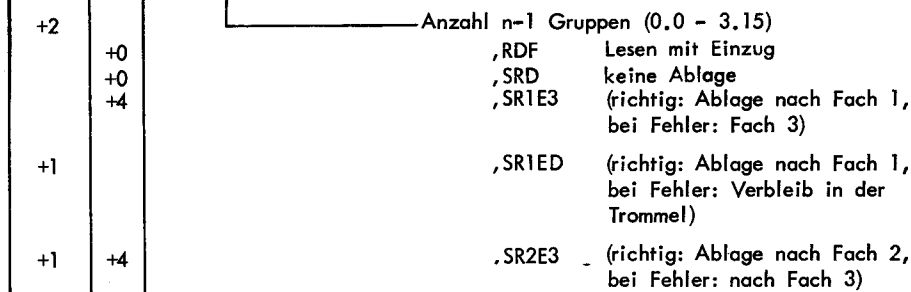 +2 Anzahl n-1 Gruppen (0.0 - 3.15)
+0 ,RDF Lesen mit Einzug
+0 ,SRD keine Ablage
+4 ,SR1E3 (richtig: Ablage nach Fach 1,
bei Fehler: Fach 3)
+1 ,SR1ED (richtig: Ablage nach Fach 1,
bei Fehler: Verbleib in der
Trommel)
+1 +4 .SR2E3 (richtig: Ablage nach Fach 2,
bei Fehler: nach Fach 3)